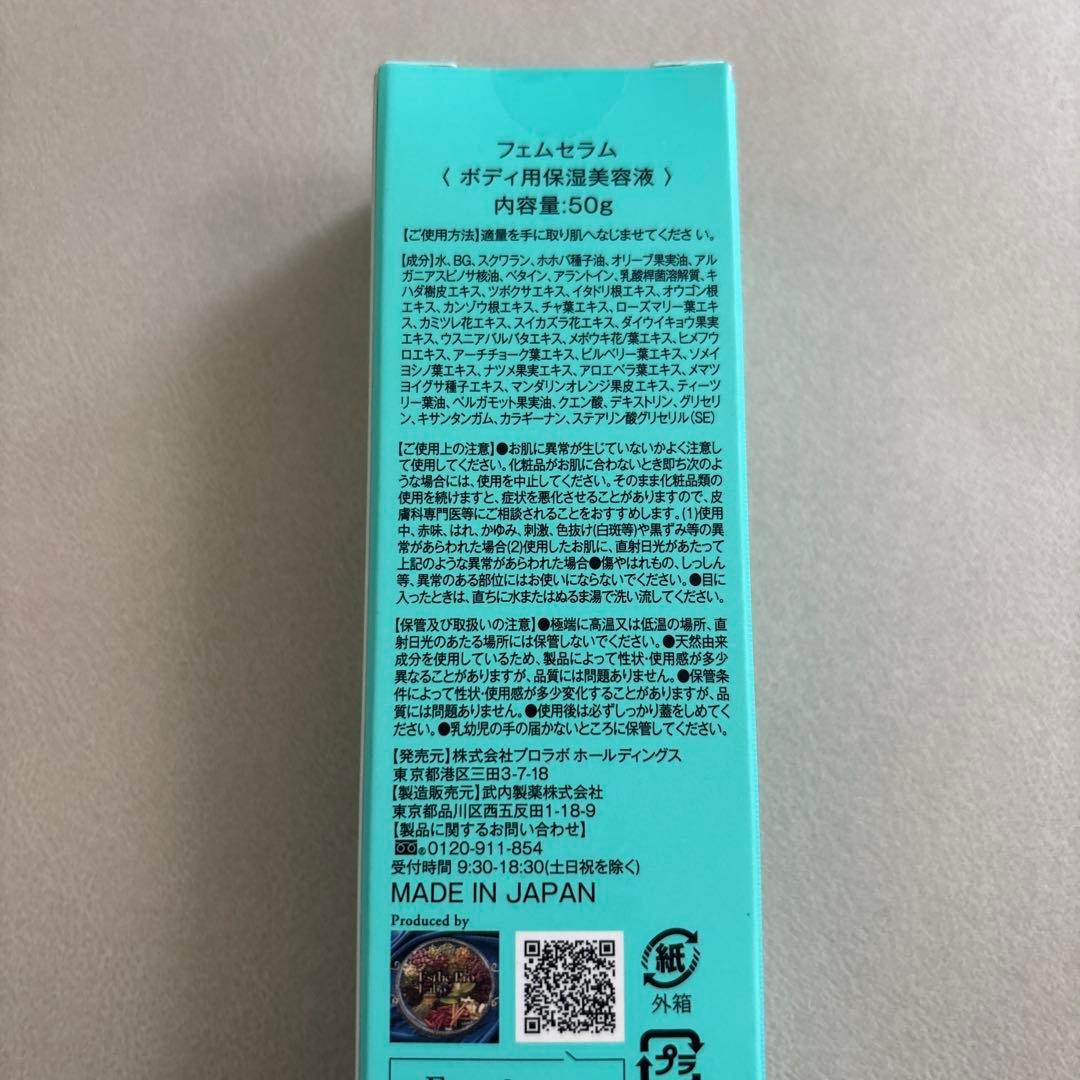 フェムセラム
〈 ボディ用保湿美容液 〉
内容量:50g
【ご使用方法】適量を手に取り肌へなじませてください。
【成分】水、BG、スクワラン、ホホバ種子油、オリーブ果実油、アル
ガニアスピノサ核油、ベタイン、アラントイン、乳酸桿菌溶解質、キ
ハダ樹皮エキス、ツボクサエキス、イタドリ根エキス、オウゴン根
エキス、カンゾウ根エキス、チャ葉エキス、ローズマリー葉エキ
ス、カミツレ花エキス、スイカズラ花エキス、ダイウイキョウ果実
エキス、ウスニアバルバタエキス、メボウキ花/葉エキス、ヒメフウ
ロエキス、アーチチョーク葉エキス、ビルベリー葉エキス、ソメイ
ヨシノ葉エキス、ナツメ果実エキス、アロエベラ葉エキス、メマツ
ヨイグサ種子エキス、マンダリンオレンジ果皮エキス、ティーツ
リー葉油、ベルガモット果実油、クエン酸、デキストリン、グリセリ
ン、キサンタンガム、カラギーナン、ステアリン酸グリセリル(SE)
【ご使用上の注意】●お肌に異常が生じていないかよく注意し
て使用してください。化粧品がお肌に合わないとき即ち次のよ
うな場合には、使用を中止してください。そのまま化粧品類の
使用を続けますと、症状を悪化させることがありますので、皮
膚科専門医等にご相談されることをおすすめします。(1)使用
中、赤味、はれ、かゆみ、刺激、色抜け(白斑等)や黒ずみ等の異
常があらわれた場合(2)使用したお肌に、直射日光があたって
上記のような異常があらわれた場合●傷やはれもの、しっしん
等、異常のある部位にはお使いにならないでください。●目に
入ったときは、直ちに水またはぬるま湯で洗い流してください。
【保管及び取扱いの注意】●極端に高温又は低温の場所、直
射日光のあたる場所には保管しないでください。●天然由来
成分を使用しているため、製品によって性状・使用感が多少
異なることがありますが、品質には問題ありません。●保管条
件によって性状・使用感が多少変化することがありますが、品
質には問題ありません。●使用後は必ずしっかり蓋をしめてく
ださい。●乳幼児の手の届かないところに保管してください。
【発売元】株式会社プロラボ ホールディングス
東京都港区三田3-7-18
【製造販売元】武内製薬株式会社
東京都品川区西五反田1-18-9
【製品に関するお問い合わせ】
®0120-911-854
受付時間 9:30-18:30(土日祝を除く)
MADE IN JAPAN
Produced by
Esthe Pro
Labo
紙
外箱
プラ